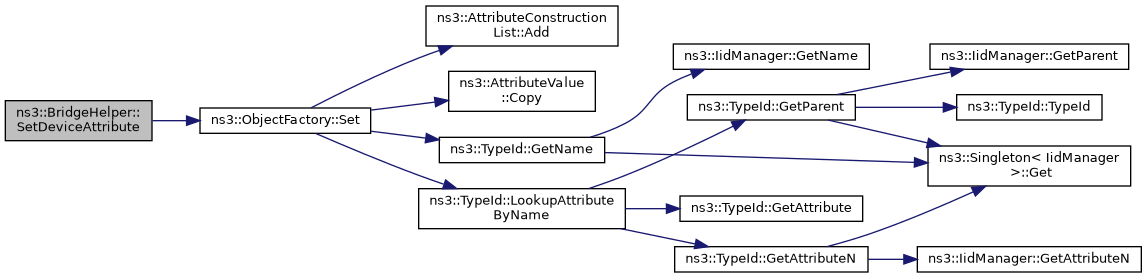 ns3::BridgeHelper::
SetDeviceAttribute
ns3::ObjectFactory::Set
ns3::AttributeConstruction
List::Add
ns3::AttributeValue
::Copy
ns3::TypeId::GetName
ns3::TypeId::LookupAttribute
ByName
ns3::IidManager::GetName
ns3::TypeId::GetParent
ns3::TypeId::GetAttribute
ns3::TypeId::GetAttributeN
ns3::IidManager::GetParent
ns3::TypeId::TypeId
ns3::Singleton< IidManager
>::Get
ns3::IidManager::GetAttributeN